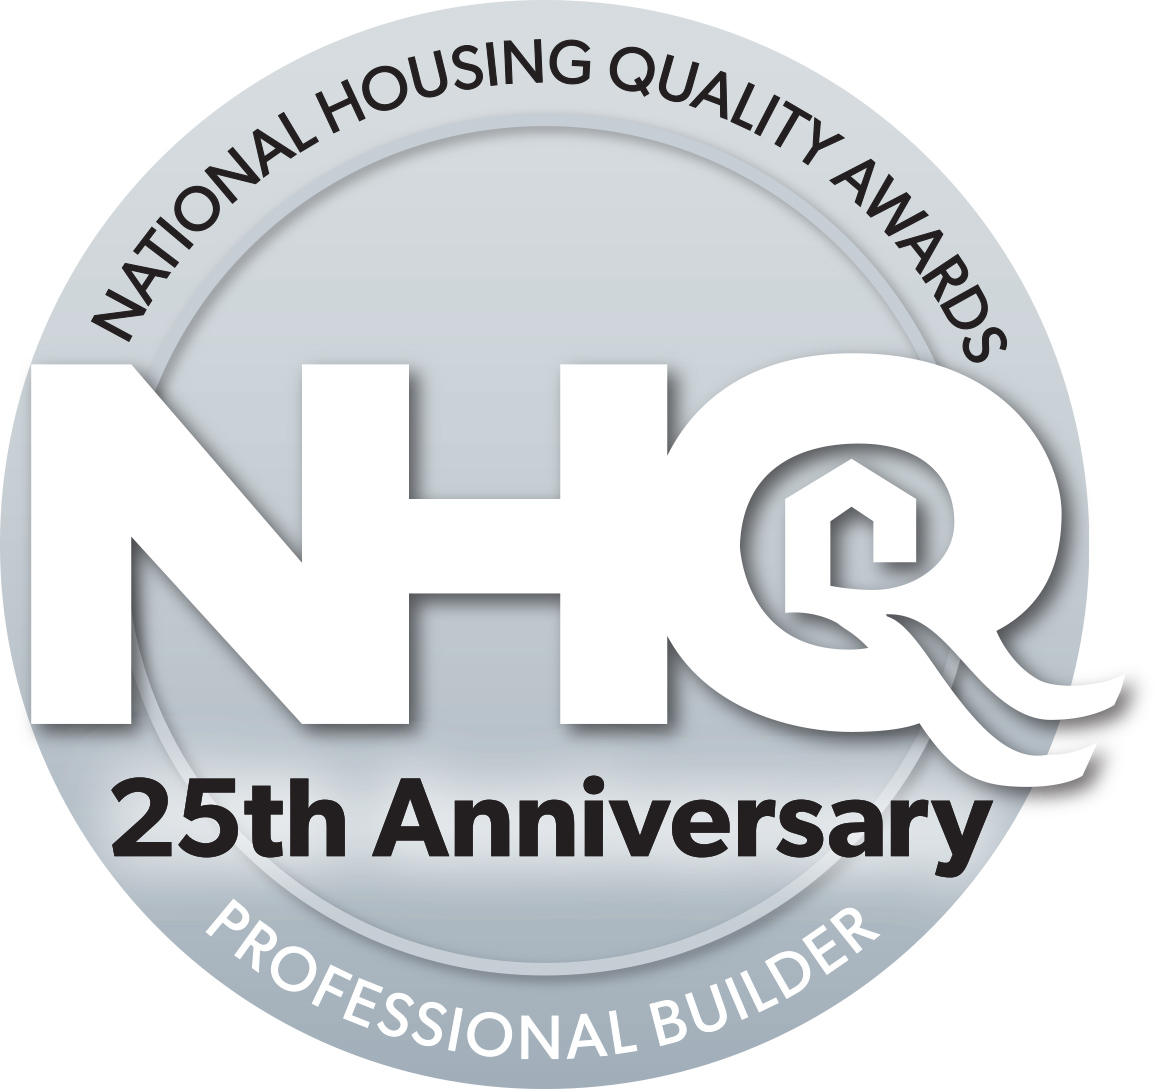 NATIONAL HOUSING QUALITY AWARDS
NHQ
25th Anniversary
PROFESSIONAL BUILDER